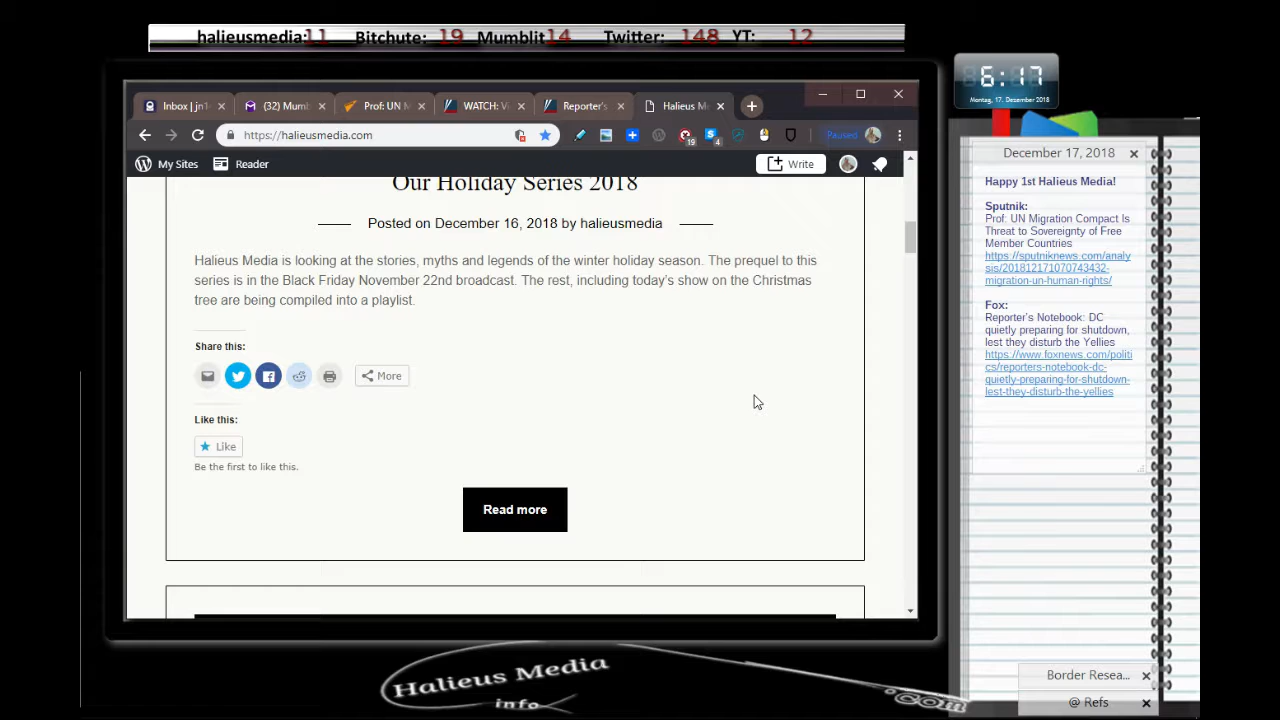 halieusmedia: 11 Bitchute: 19 Mumblit 14 Twitter: 148 YT: 12
6:17
Montag, 17. Dezember 2018
Inbox | jn1
(32) Mum
Prof: UN M
WATCH: V
Reporter's
Halieus M
https://halieusmedia.com
19
4
Paused
My Sites
Reader
Write
Our Holiday Series 2018
Posted on December 16, 2018 by halieusmedia
Halieus Media is looking at the stories, myths and legends of the winter holiday season. The prequel to this
series is in the Black Friday November 22nd broadcast. The rest, including today's show on the Christmas
tree are being compiled into a playlist.
Share this:
More
Like this:
Like
Be the first to like this.
Read more
December 17, 2018
Happy 1st Halieus Media!
Sputnik:
Prof: UN Migration Compact Is
Threat to Sovereignty of Free
Member Countries
https://sputniknews.com/analy
sis/201812171070743432-
migration-un-human-rights/
Fox:
Reporter's Notebook: DC
quietly preparing for shutdown,
lest they disturb the Yellies
https://www.foxnews.com/politi
cs/reporters-notebook-dc-
quietly-preparing-for-shutdown-
lest-they-disturb-the-yellies
Border Resea...
@ Refs
Halieus Media
info
.com